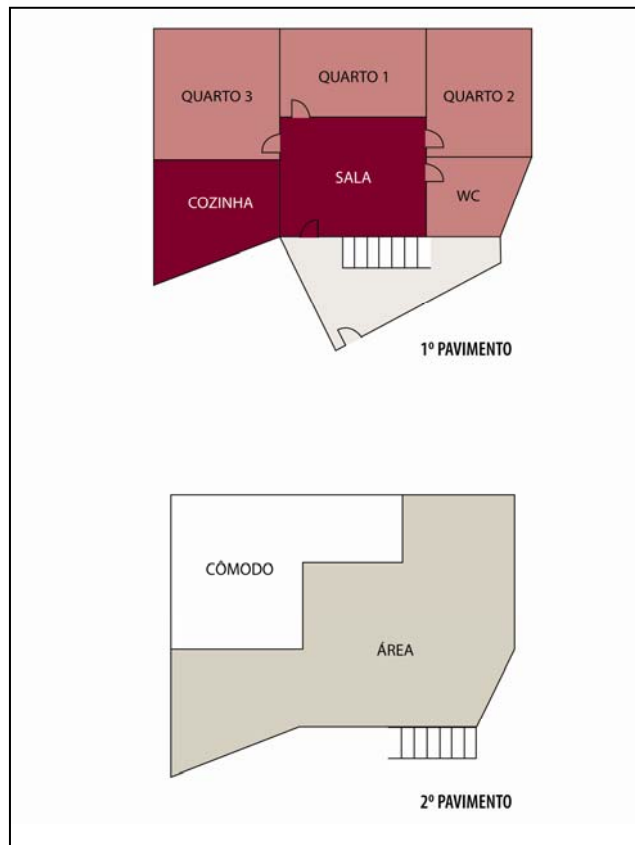 QUARTO 3
QUARTO 1
QUARTO 2
COZINHA
SALA
WC
1º PAVIMENTO
CÔMODO
ÁREA
2º PAVIMENTO